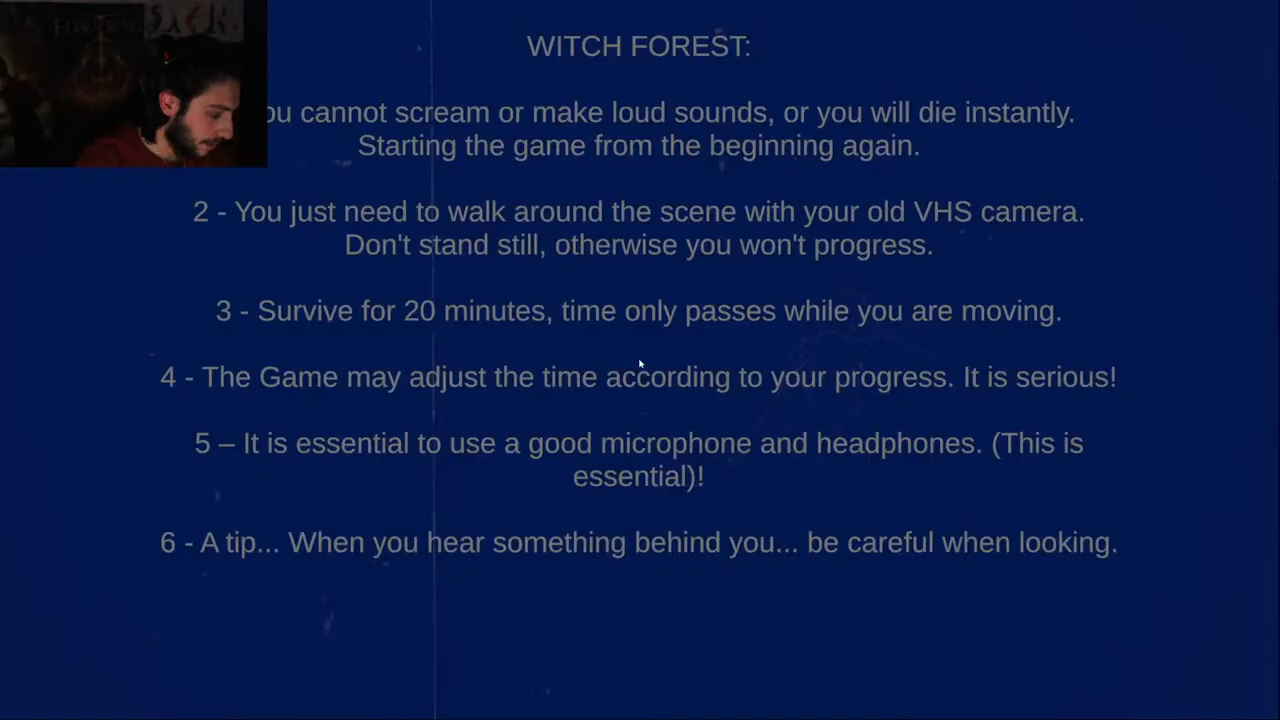 WITCH FOREST:
ou cannot scream or make loud sounds, or you will die instantly.
Starting the game from the beginning again.
2 - You just need to walk around the scene with your old VHS camera.
Don't stand still, otherwise you won't progress.
3 - Survive for 20 minutes, time only passes while you are moving.
4 - The Game may adjust the time according to your progress. It is serious!
5 – It is essential to use a good microphone and headphones. (This is
essential)!
6 - A tip... When you hear something behind you... be careful when looking.